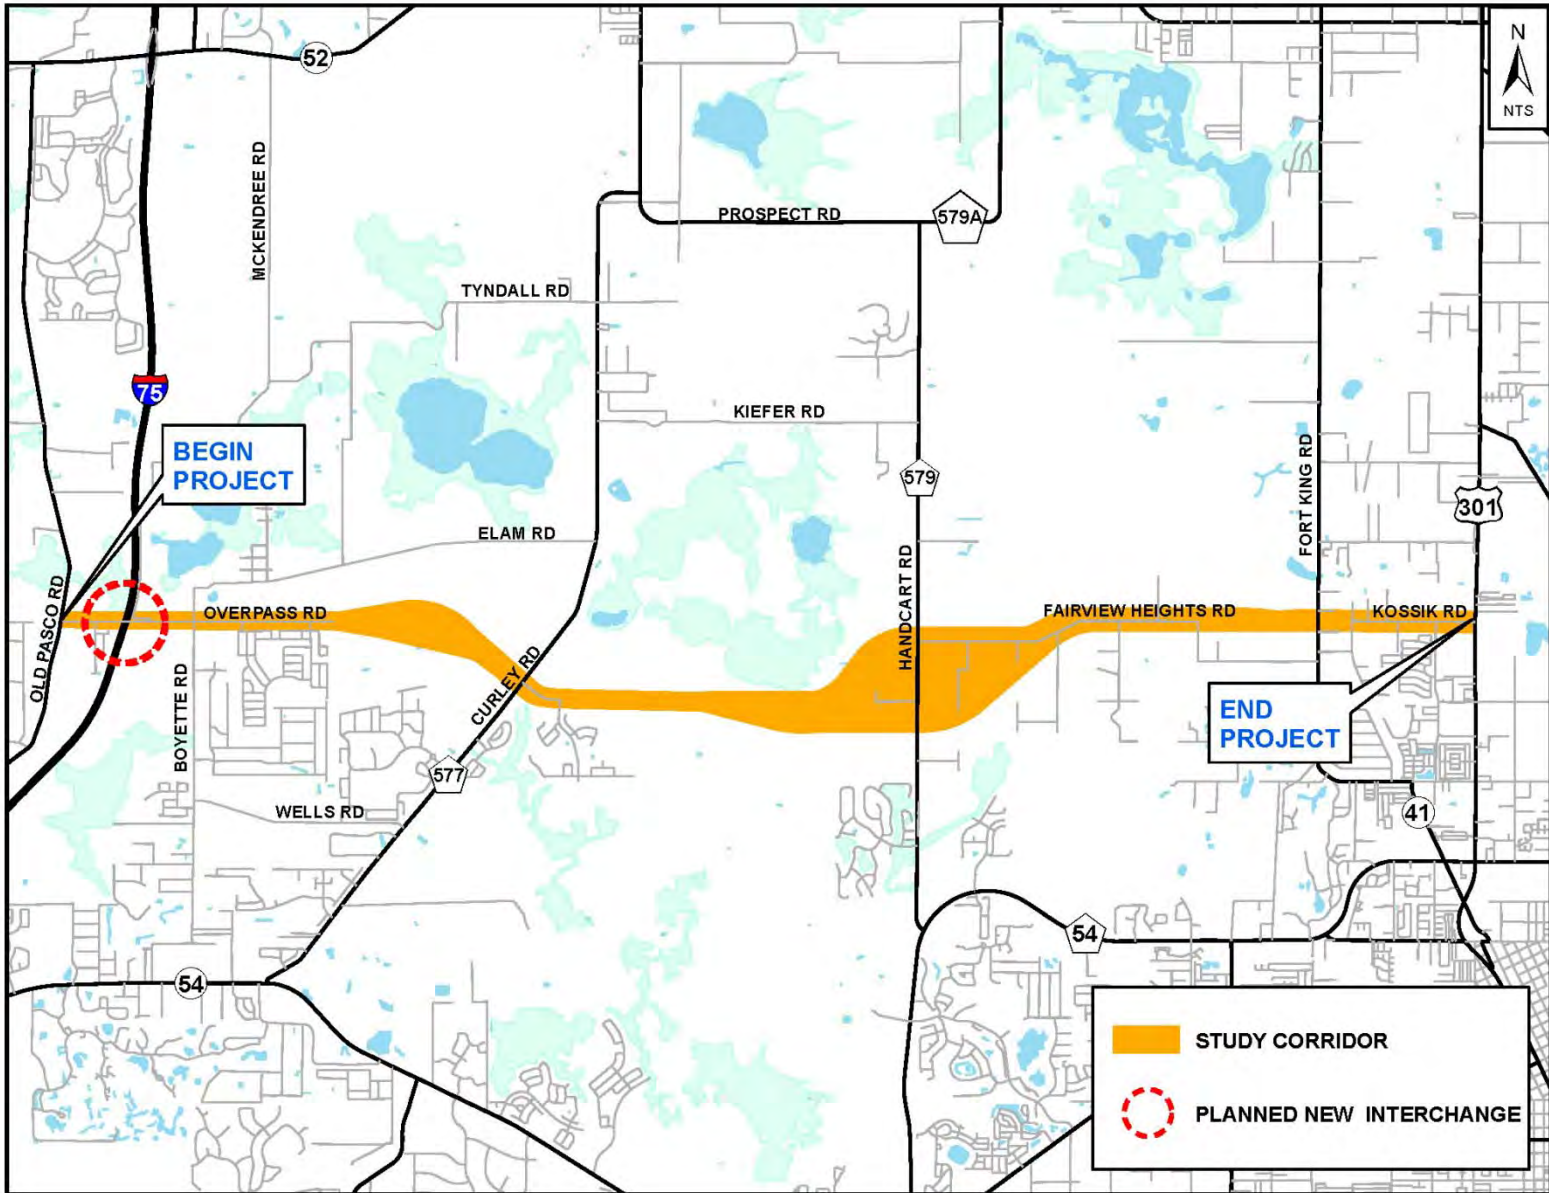 N
NTS
52
MCKENDREE RD
PROSPECT RD
579A
TYNDALL RD
75
KIEFER RD
BEGIN
PROJECT
579
FORT KING RD
301
ELAM RD
OLD PASCO RD
OVERPASS RD
HANDCART RD
FAIRVIEW HEIGHTS RD
KOSSIK RD
CURLEY RD
BOYETTE RD
END
PROJECT
577
WELLS RD
41
54
54
STUDY CORRIDOR
PLANNED NEW INTERCHANGE